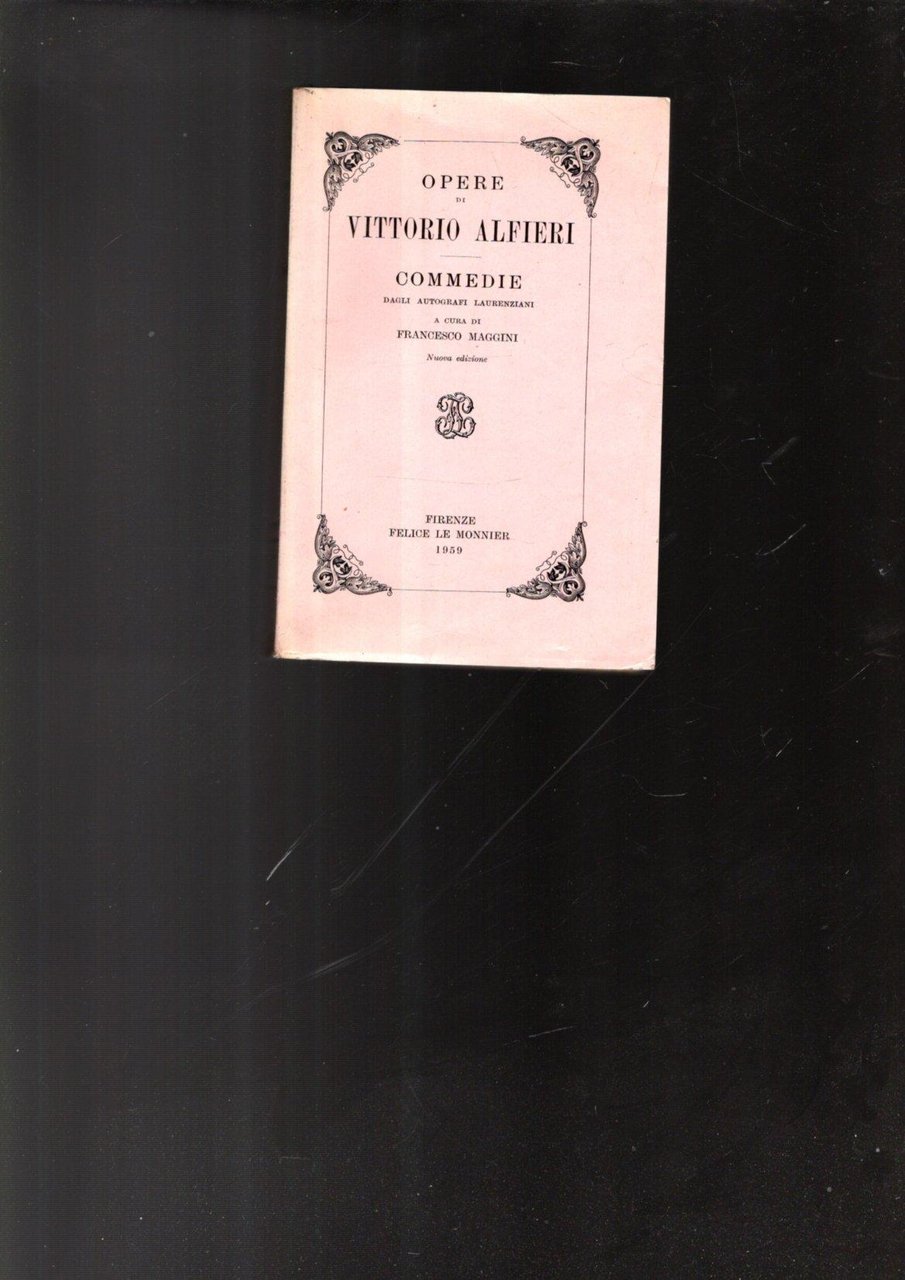 OPERE
DI
VITTORIO ALFIERI
COMMEDIE
DAGLI AUTOGRAFI LAURENZIANI
A CURA DI
FRANCESCO MAGGINI
Nuova edizione
FIRENZE
FELICE LE MONNIER
1959